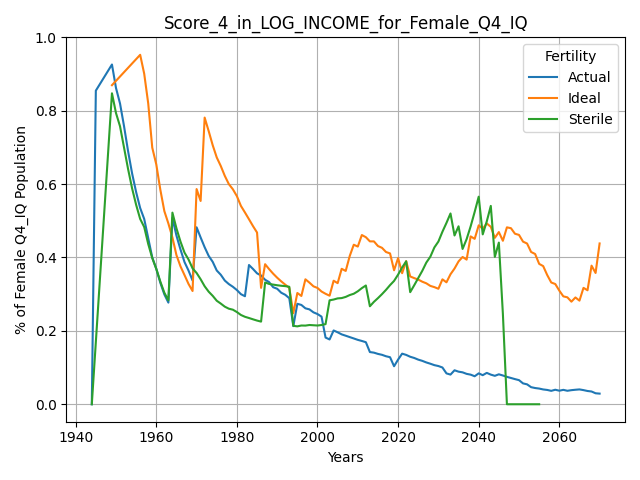 Score_4_in_LOG_INCOME_for_Female_Q4_IQ
% of Female Q4_IQ Population
1.0
0.8
0.6
0.4
0.2
0.0
Fertility
Actual
Ideal
Sterile
1940 1960 1980 2000 2020 2040 2060
Years